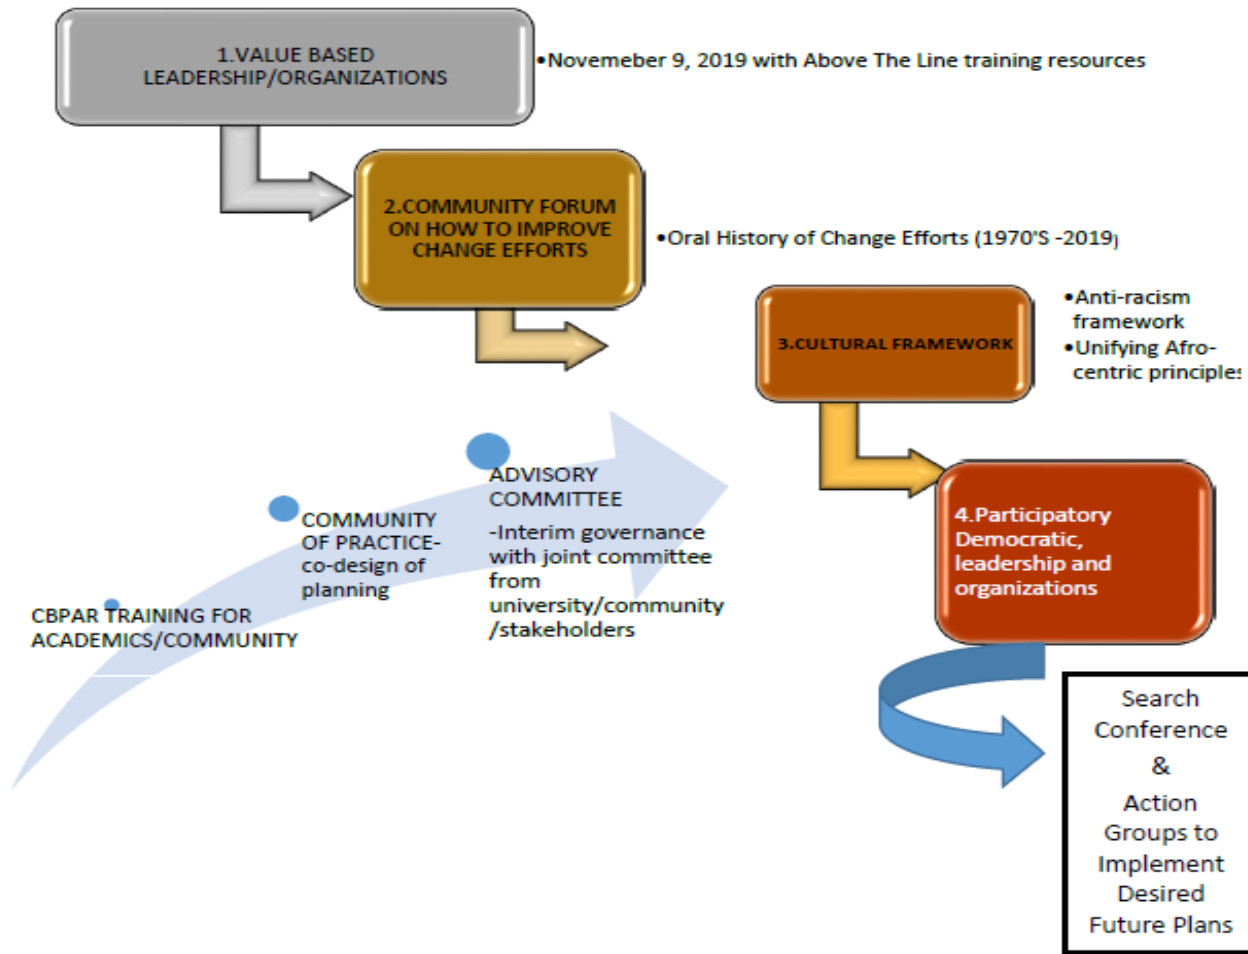 1.VALUE BASED
LEADERSHIP/ORGANIZATIONS
•Novemeber 9, 2019 with Above The Line training resources
2.COMMUNITY FORUM
ON HOW TO IMPROVE
CHANGE EFFORTS
•Oral History of Change Efforts (1970'S -2019)
3.CULTURAL FRAMEWORK
•Anti-racism
framework
•Unifying Afro-
centric principles
4.Participatory
Democratic,
leadership and
organizations
CBPAR TRAINING FOR
ACADEMICS/COMMUNITY
COMMUNITY
OF PRACTICE-
co-design of
planning
ADVISORY
COMMITTEE
-Interim governance
with joint committee
from
university/community
/stakeholders
Search
Conference
&
Action
Groups to
Implement
Desired
Future Plans